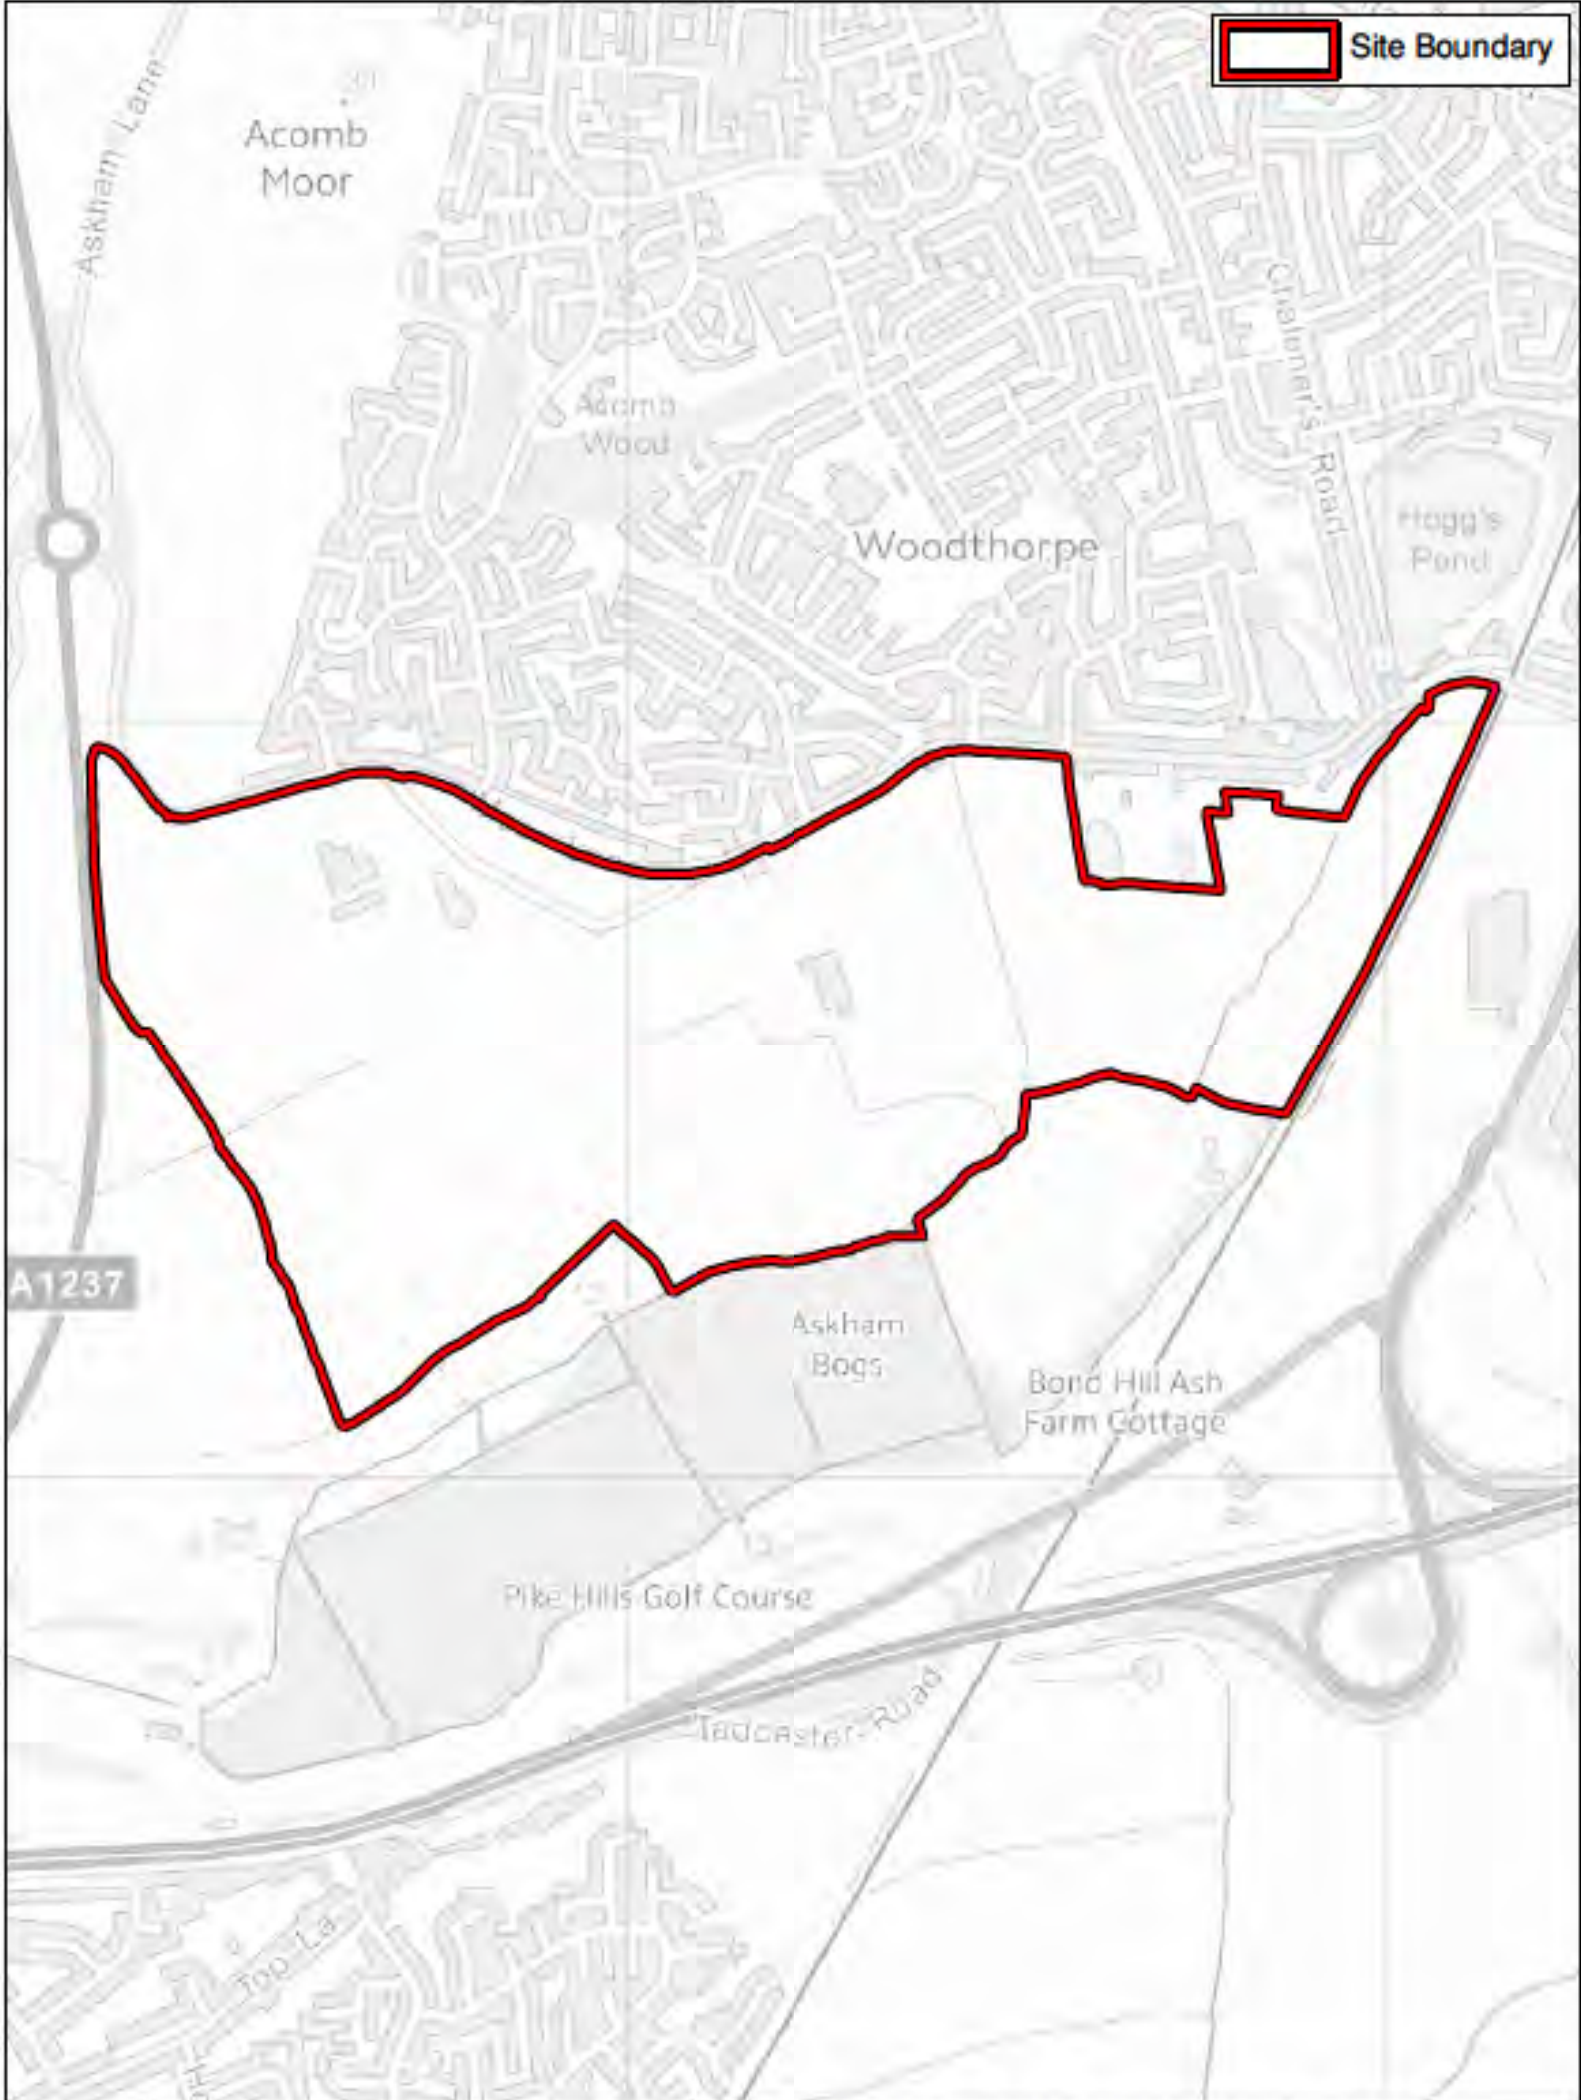 Site Boundary
Askham Lane
Acomb
Moor
Acomb
Wood
Chaloner's Road
Woodthorpe
Hogg's
Pond
A1237
Askham
Bogs
Bond Hill Ash
Farm Cottage
Pike Hills Golf Course
Tadcaster Road
Top La